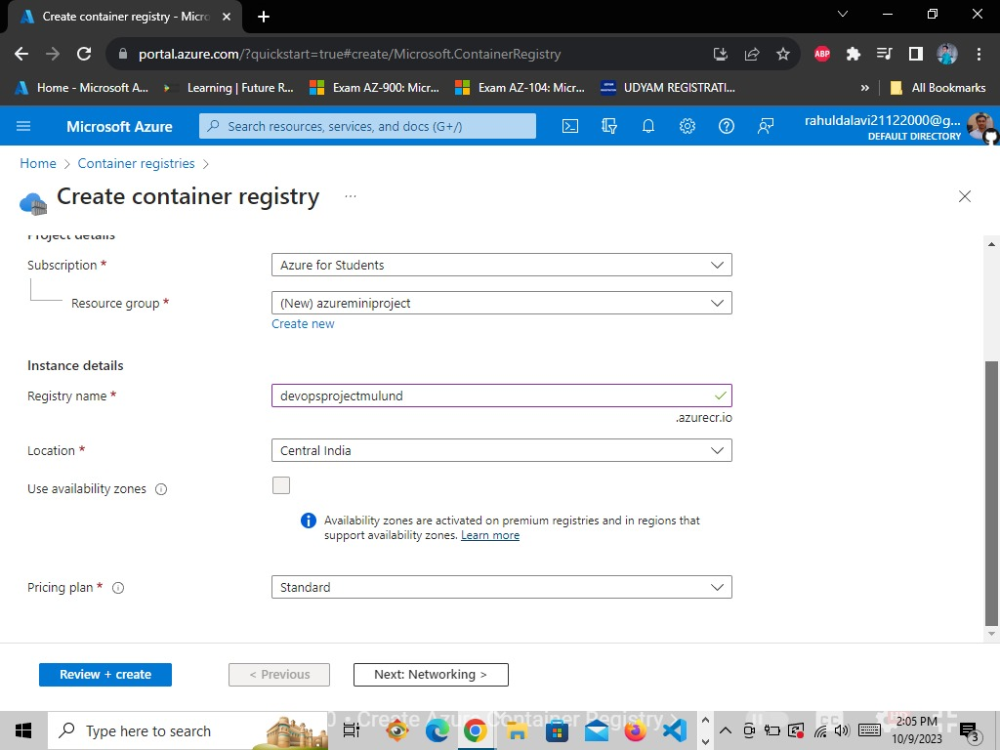 Create container registry - Micro
portal.azure.com/?quickstart=true#create/Microsoft.ContainerRegistry
ABP
Home - Microsoft A...
Learning | Future R...
Exam AZ-900: Micr...
Exam AZ-104: Micr...
UDYAM REGISTRATI...
»
All Bookmarks
Microsoft Azure
Search resources, services, and docs (G+/)
rahuldalavi21122000@g...
DEFAULT DIRECTORY
Home > Container registries >
Create container registry ...
Project details
Subscription *
Azure for Students
Resource group *
(New) azureminiproject
Create new
Instance details
Registry name *
devopsprojectmulund
.azurecr.io
Location *
Central India
Use availability zones
Availability zones are activated on premium registries and in regions that
support availability zones. Learn more
Pricing plan *
Standard
Review + create
< Previous
Next: Networking >
Type here to search
0 • Create Azure Container Registry >
CC
2:05 PM
10/9/2023
3